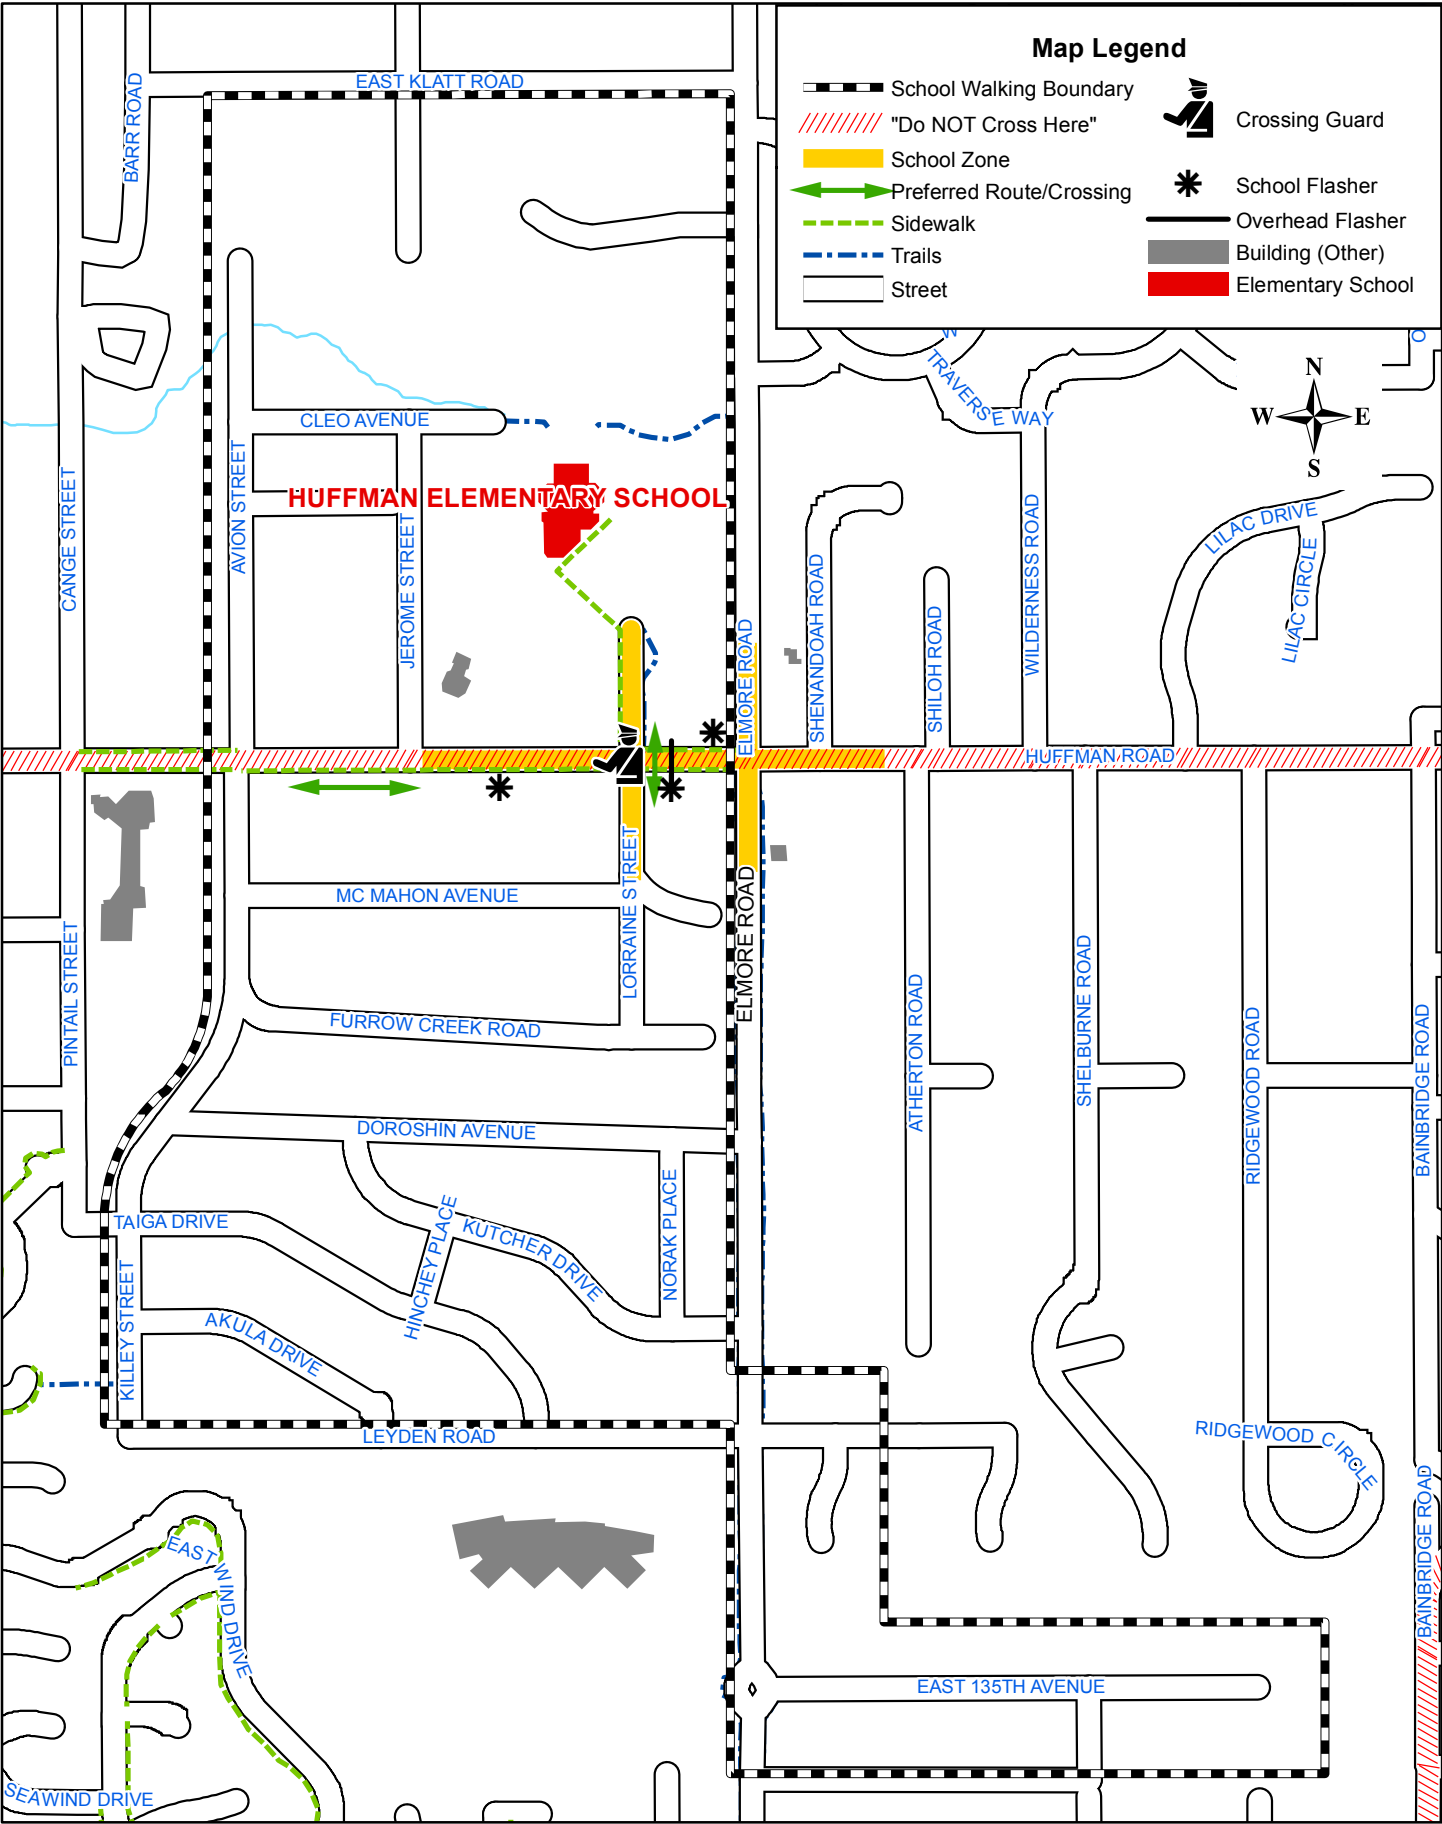 Map Legend
School Walking Boundary
"Do NOT Cross Here"
School Zone
Preferred Route/Crossing
Sidewalk
Trails
Street
Crossing Guard
School Flasher
Overhead Flasher
Building (Other)
Elementary School
N
W
E
S
EAST KLATT ROAD
BARR ROAD
W
O
TRAVERSE WAY
CLEO AVENUE
AVION STREET
CANGE STREET
HUFFMAN ELEMENTARY SCHOOL
JEROME STREET
ELMORE ROAD
SHENANDOAH ROAD
SHILOH ROAD
WILDERNESS ROAD
LILAC DRIVE
LILAC CIRCLE
HUFFMAN ROAD
LORRAINE STREET
MC MAHON AVENUE
ELMORE ROAD
PINTAIL STREET
FURROW CREEK ROAD
ATHERTON ROAD
SHELBURNE ROAD
RIDGEWOOD ROAD
BAINBRIDGE ROAD
DOROSHIN AVENUE
TAIGA DRIVE
HINCHEY PLACE
KUTCHER DRIVE
NORAK PLACE
KILLEY STREET
AKULA DRIVE
LEYDEN ROAD
RIDGEWOOD CIRCLE
BAINBRIDGE ROAD
EAST WIND DRIVE
EAST 135TH AVENUE
SEAWIND DRIVE